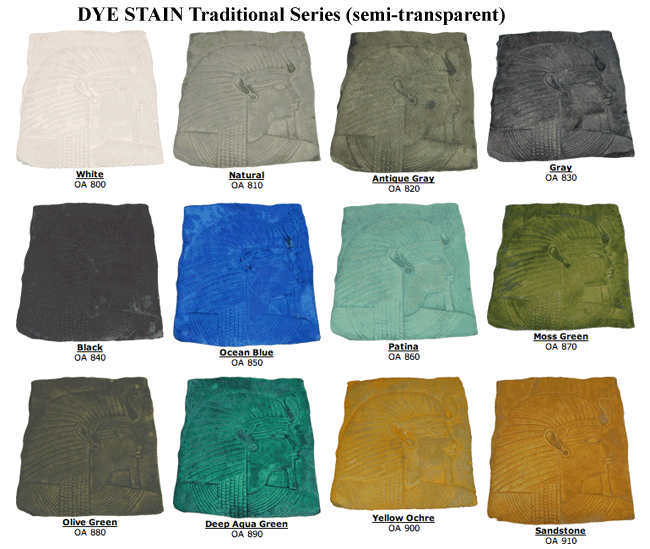 DYE STAIN Traditional Series (semi-transparent)
White
OA 800
Natural
OA 810
Antique Gray
OA 820
Gray
OA 830
Black
OA 840
Ocean Blue
OA 850
Patina
OA 860
Moss Green
OA 870
Olive Green
OA 880
Deep Aqua Green
OA 890
Yellow Ochre
OA 900
Sandstone
OA 910